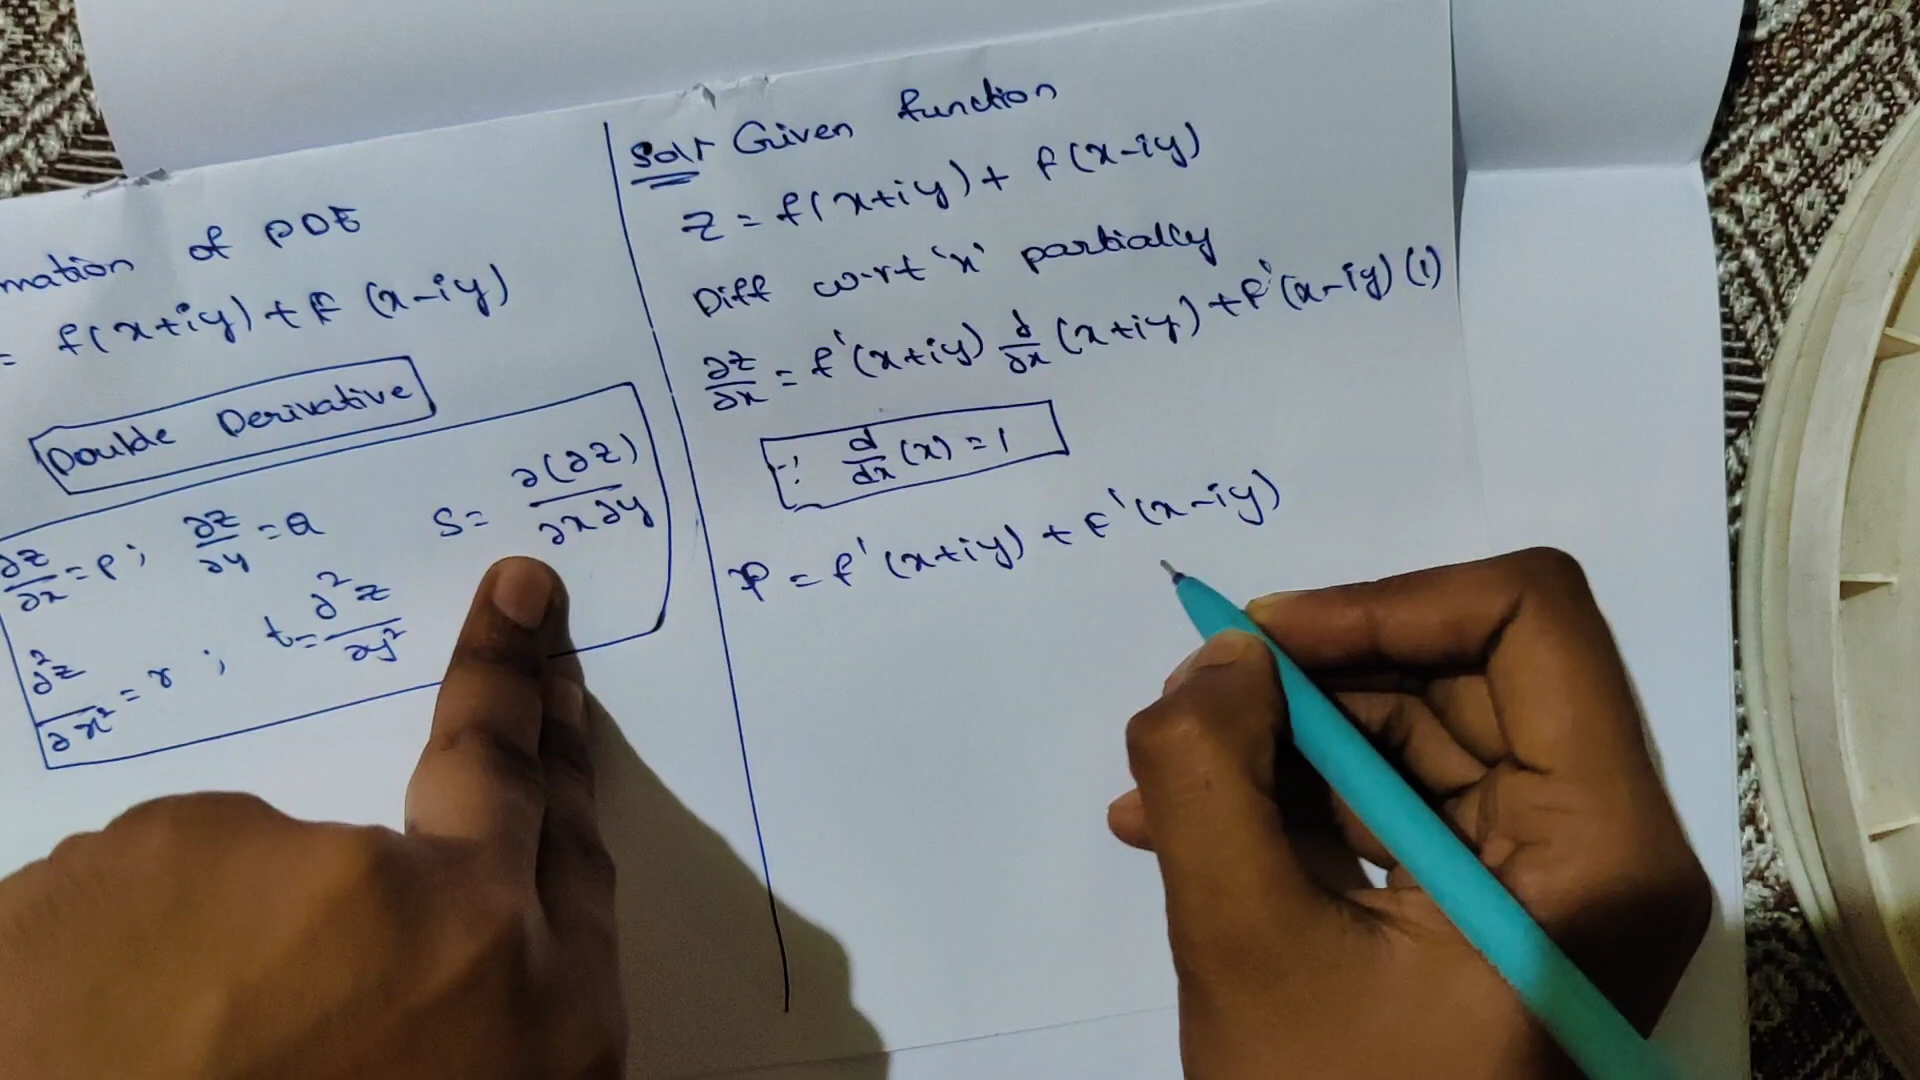 mation of PDE
= f(x+iy) + F (x-iy)
Double Derivative
∂z/∂x = p ; ∂z/∂y = q s = ∂(∂z)/∂x∂y
∂²z/∂x² = r ; t = ∂²z/∂y²
Sol: Given function
z = f(x+iy) + f(x-iy)
Diff w.r.t 'x' partially
∂z/∂x = f'(x+iy) ∂/∂x (x+iy) + F'(x-iy)(1)
∵ d/dx (x) = 1
p = f'(x+iy) + F'(x-iy)